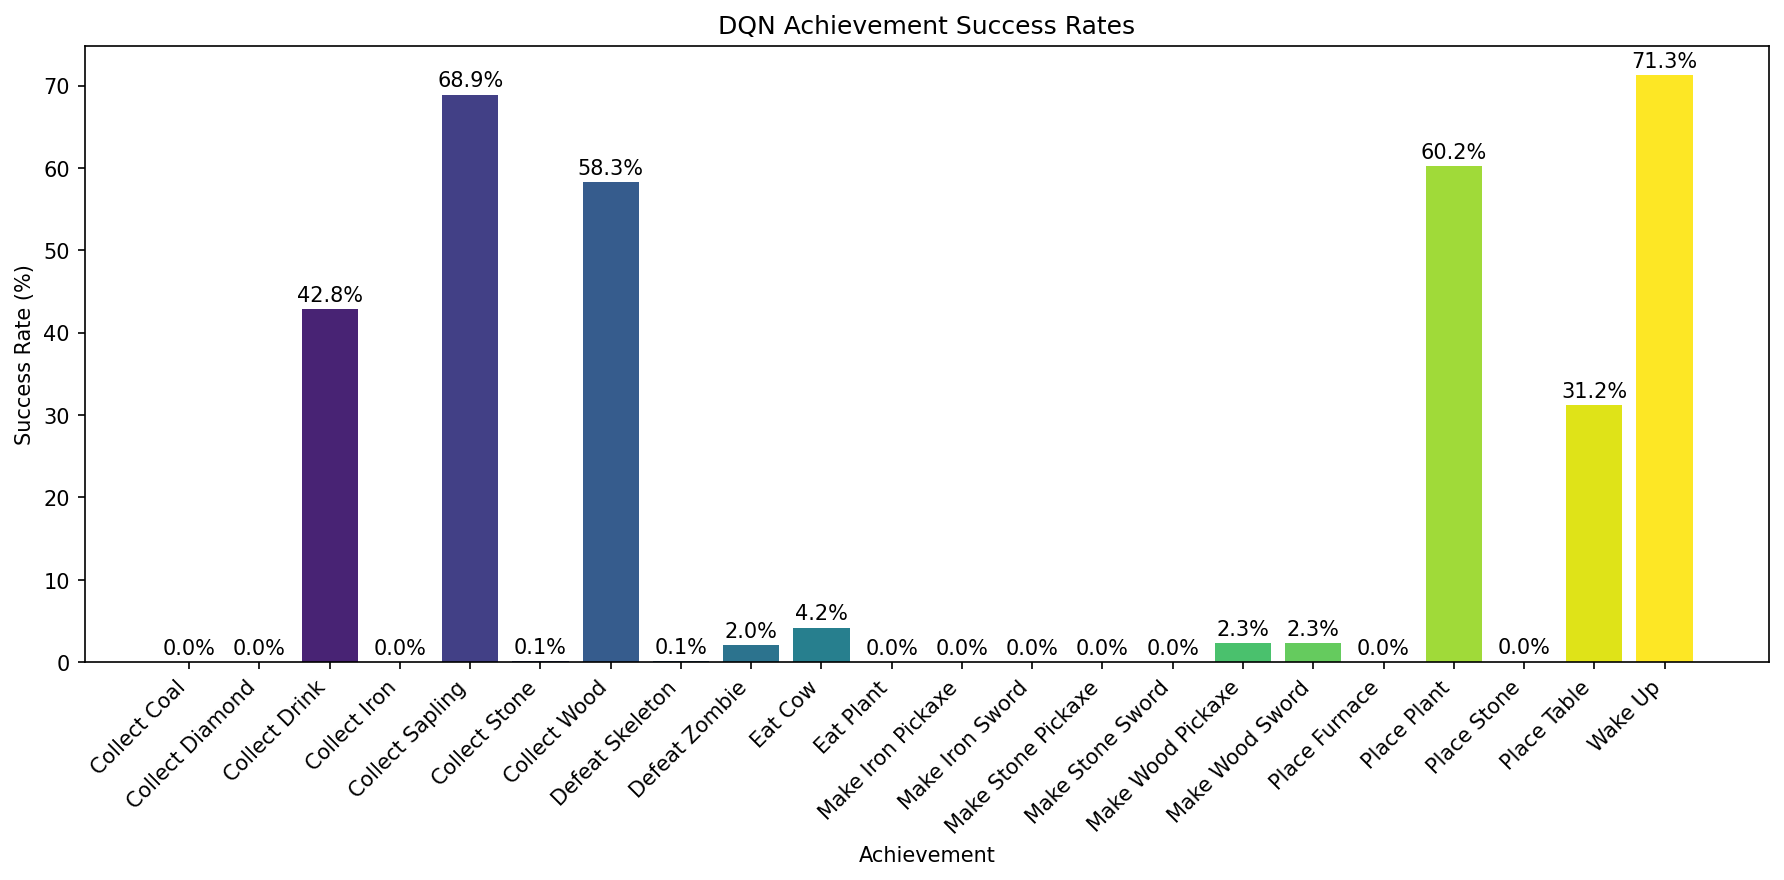 DQN Achievement Success Rates
Success Rate (%)
70
60
50
40
30
20
10
0
0.0%
0.0%
42.8%
0.0%
68.9%
0.1%
58.3%
0.1%
2.0%
4.2%
0.0%
0.0%
0.0%
0.0%
0.0%
2.3%
2.3%
0.0%
60.2%
0.0%
31.2%
71.3%
Collect Coal
Collect Diamond
Collect Drink
Collect Iron
Collect Sapling
Collect Stone
Collect Wood
Defeat Skeleton
Defeat Zombie
Eat Cow
Eat Plant
Make Iron Pickaxe
Make Iron Sword
Make Stone Pickaxe
Make Stone Sword
Make Wood Pickaxe
Make Wood Sword
Place Furnace
Place Plant
Place Stone
Place Table
Wake Up
Achievement